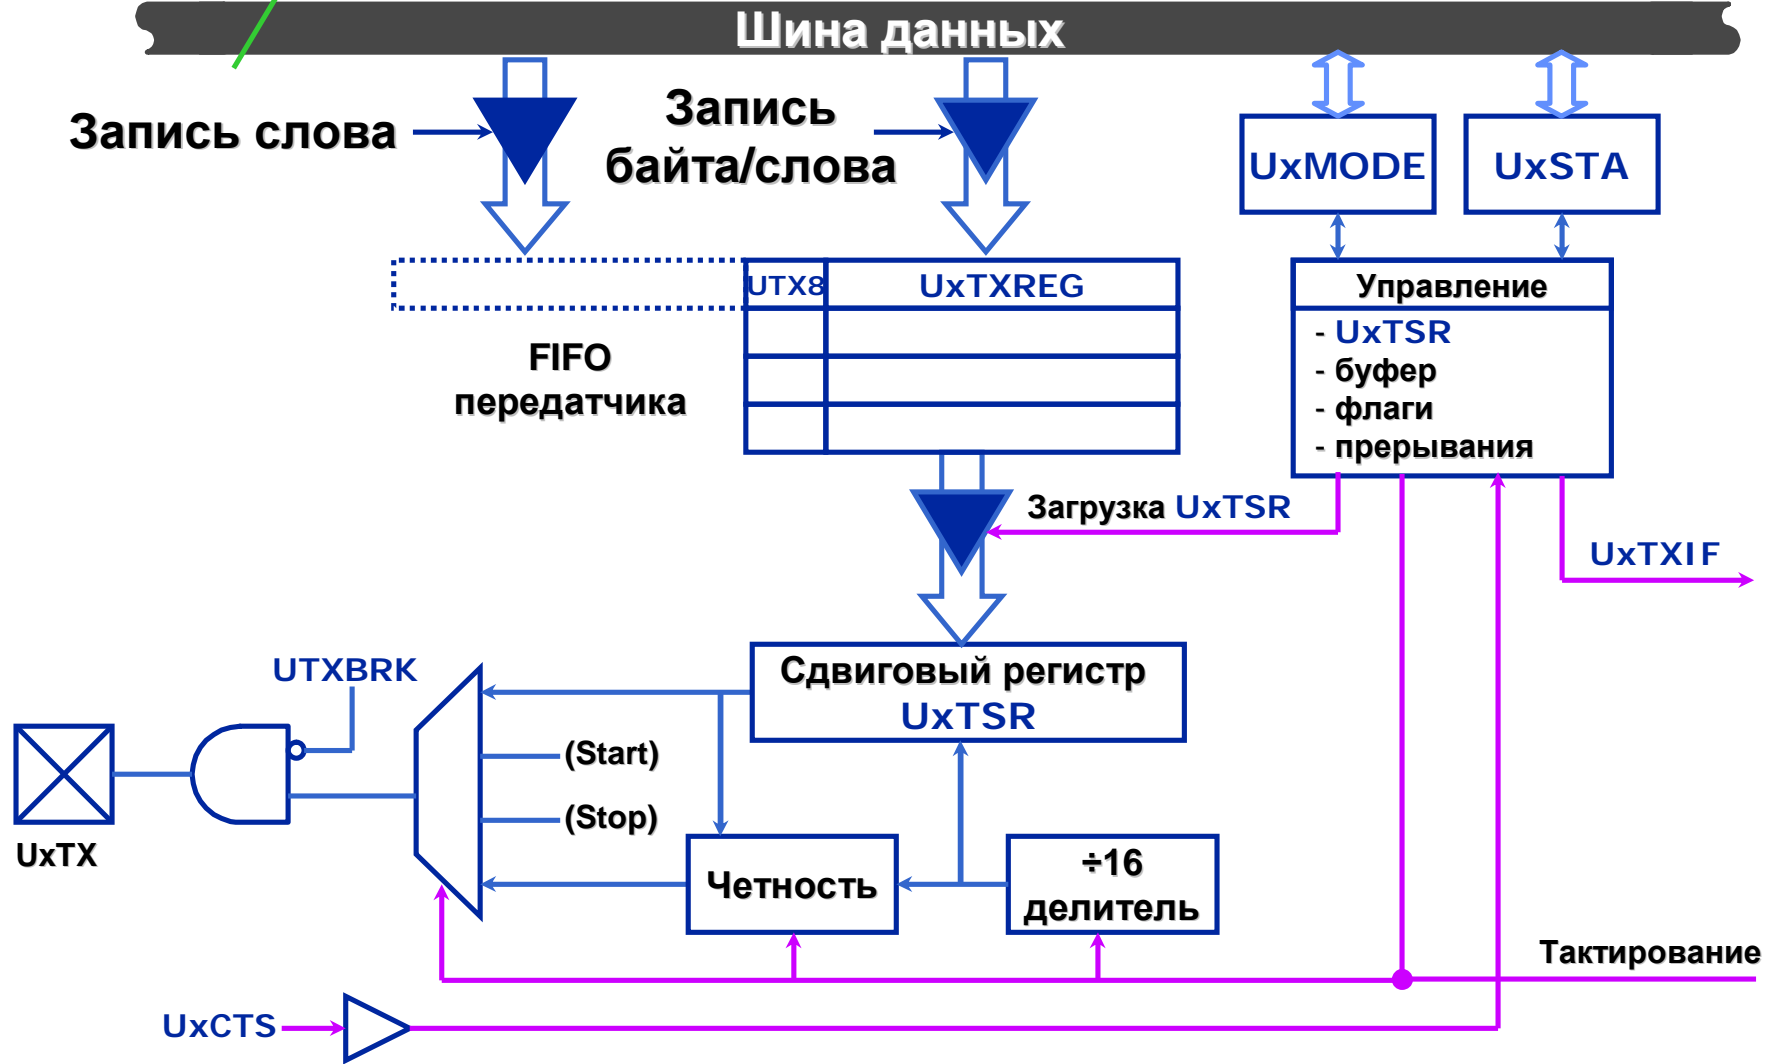 Шина данных
Запись слова
Запись
байта/слова
UxMODE
UxSTA
UTX8
UxTXREG
FIFO
передатчика
Управление
- UxTSR
- буфер
- флаги
- прерывания
Загрузка UxTSR
UxTXIF
Сдвиговый регистр
UxTSR
UTXBRK
(Start)
(Stop)
UxTX
Четность
÷16
делитель
Тактирование
UxCTS